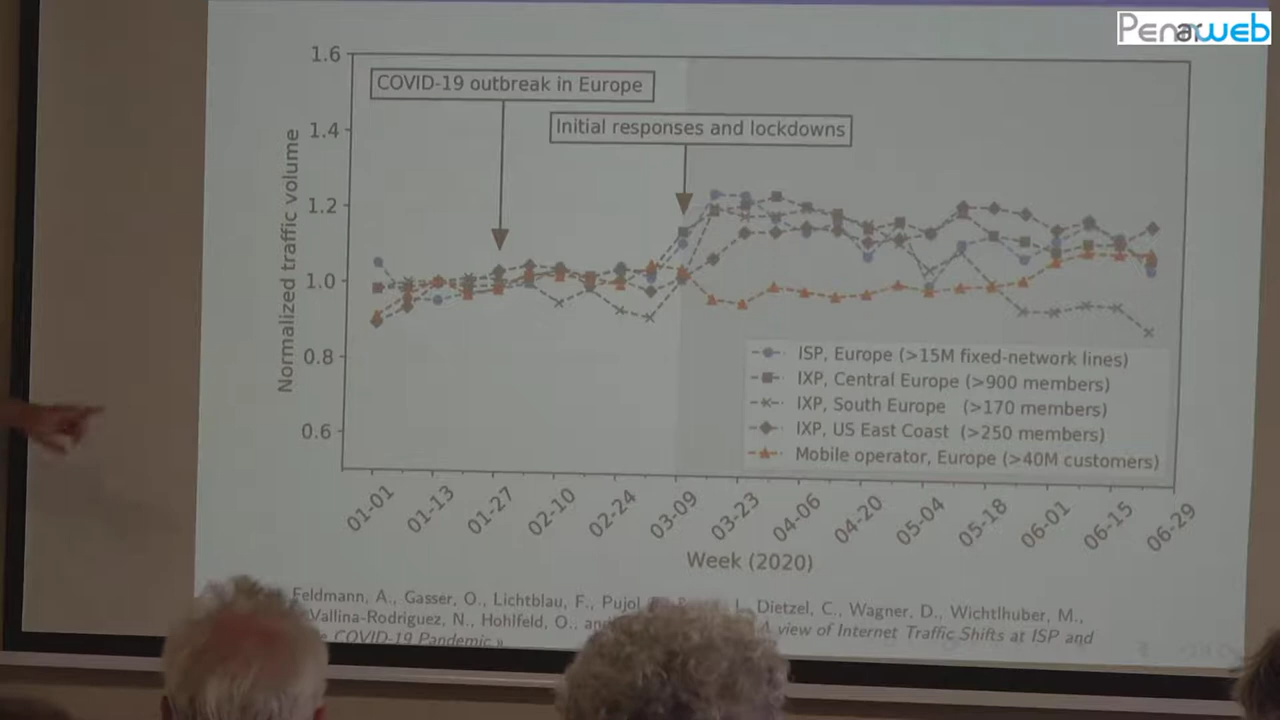 Penarweb
1.6
COVID-19 outbreak in Europe
Initial responses and lockdowns
1.4
1.2
1.0
0.8
0.6
Normalized traffic volume
ISP, Europe (>15M fixed-network lines)
IXP, Central Europe (>900 members)
IXP, South Europe (>170 members)
IXP, US East Coast (>250 members)
Mobile operator, Europe (>40M customers)
01-01 01-13 01-27 02-10 02-24 03-09 03-23 04-06 04-20 05-04 05-18 06-01 06-15 06-29
Week (2020)
Feldmann, A., Gasser, O., Lichtblau, F., Pujol Dietzel, C., Wagner, D., Wichtlhuber, M.,
Vallina-Rodriguez, N., Hohlfeld, O., A view of Internet Traffic Shifts at ISP and
COVID-19 Pandemic »